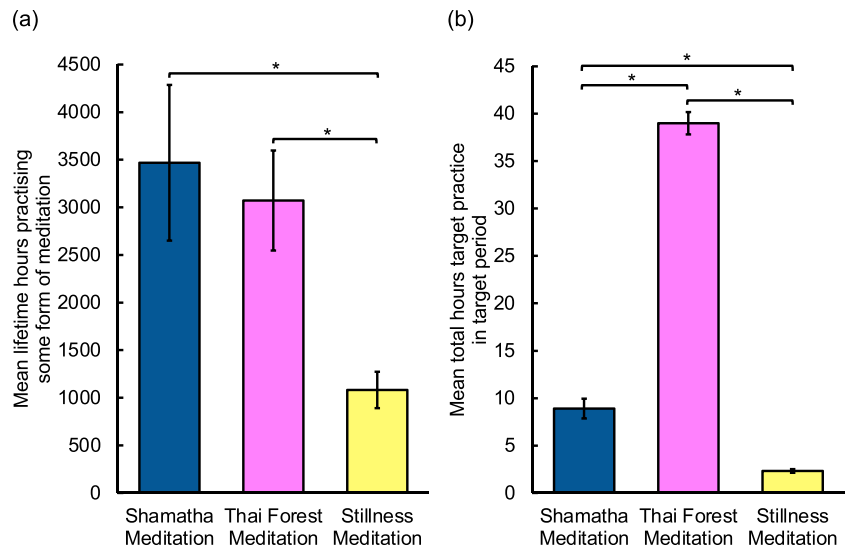 (a)
Mean lifetime hours practising
some form of meditation
4500
4000
3500
3000
2500
2000
1500
1000
500
0
*
*
Shamatha
Meditation
Thai Forest
Meditation
Stillness
Meditation
(b)
Mean total hours target practice
in target period
45
40
35
30
25
20
15
10
5
0
*
*
*
Shamatha
Meditation
Thai Forest
Meditation
Stillness
Meditation